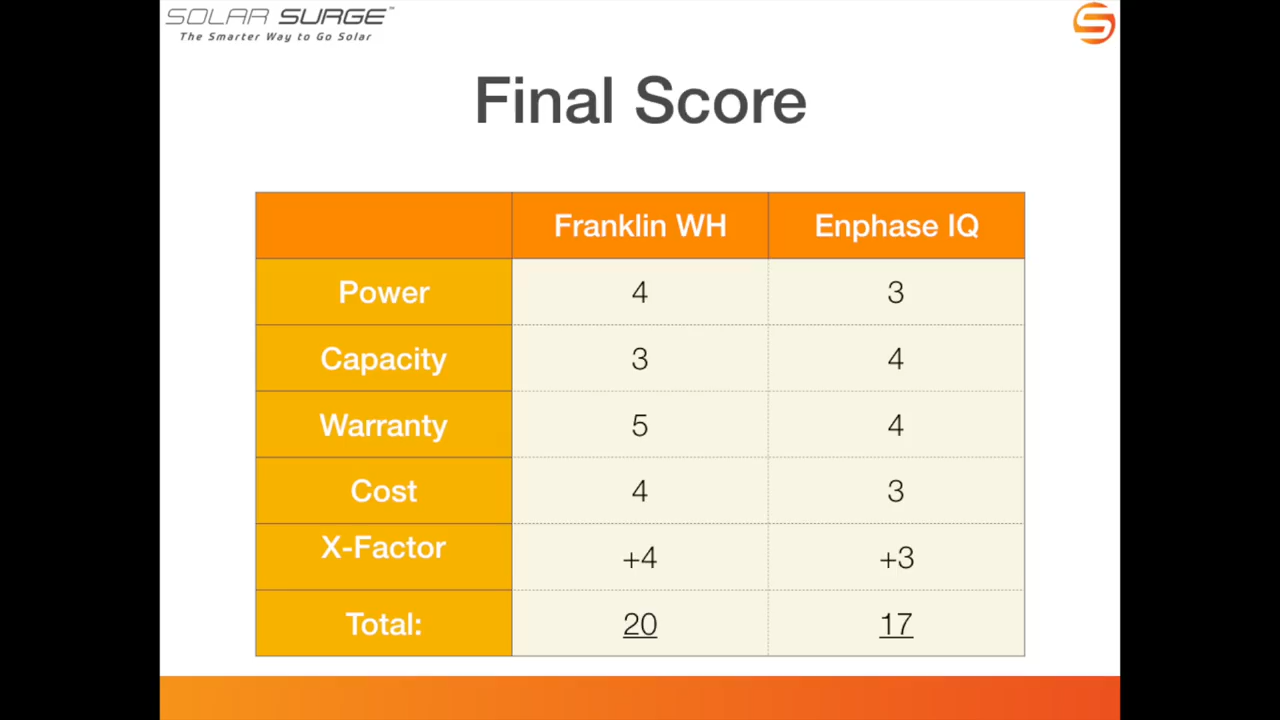 SOLAR SURGE™
The Smarter Way to Go Solar
S
Final Score
Franklin WH Enphase IQ
Power 4 3
Capacity 3 4
Warranty 5 4
Cost 4 3
X-Factor +4 +3
Total: 20 17